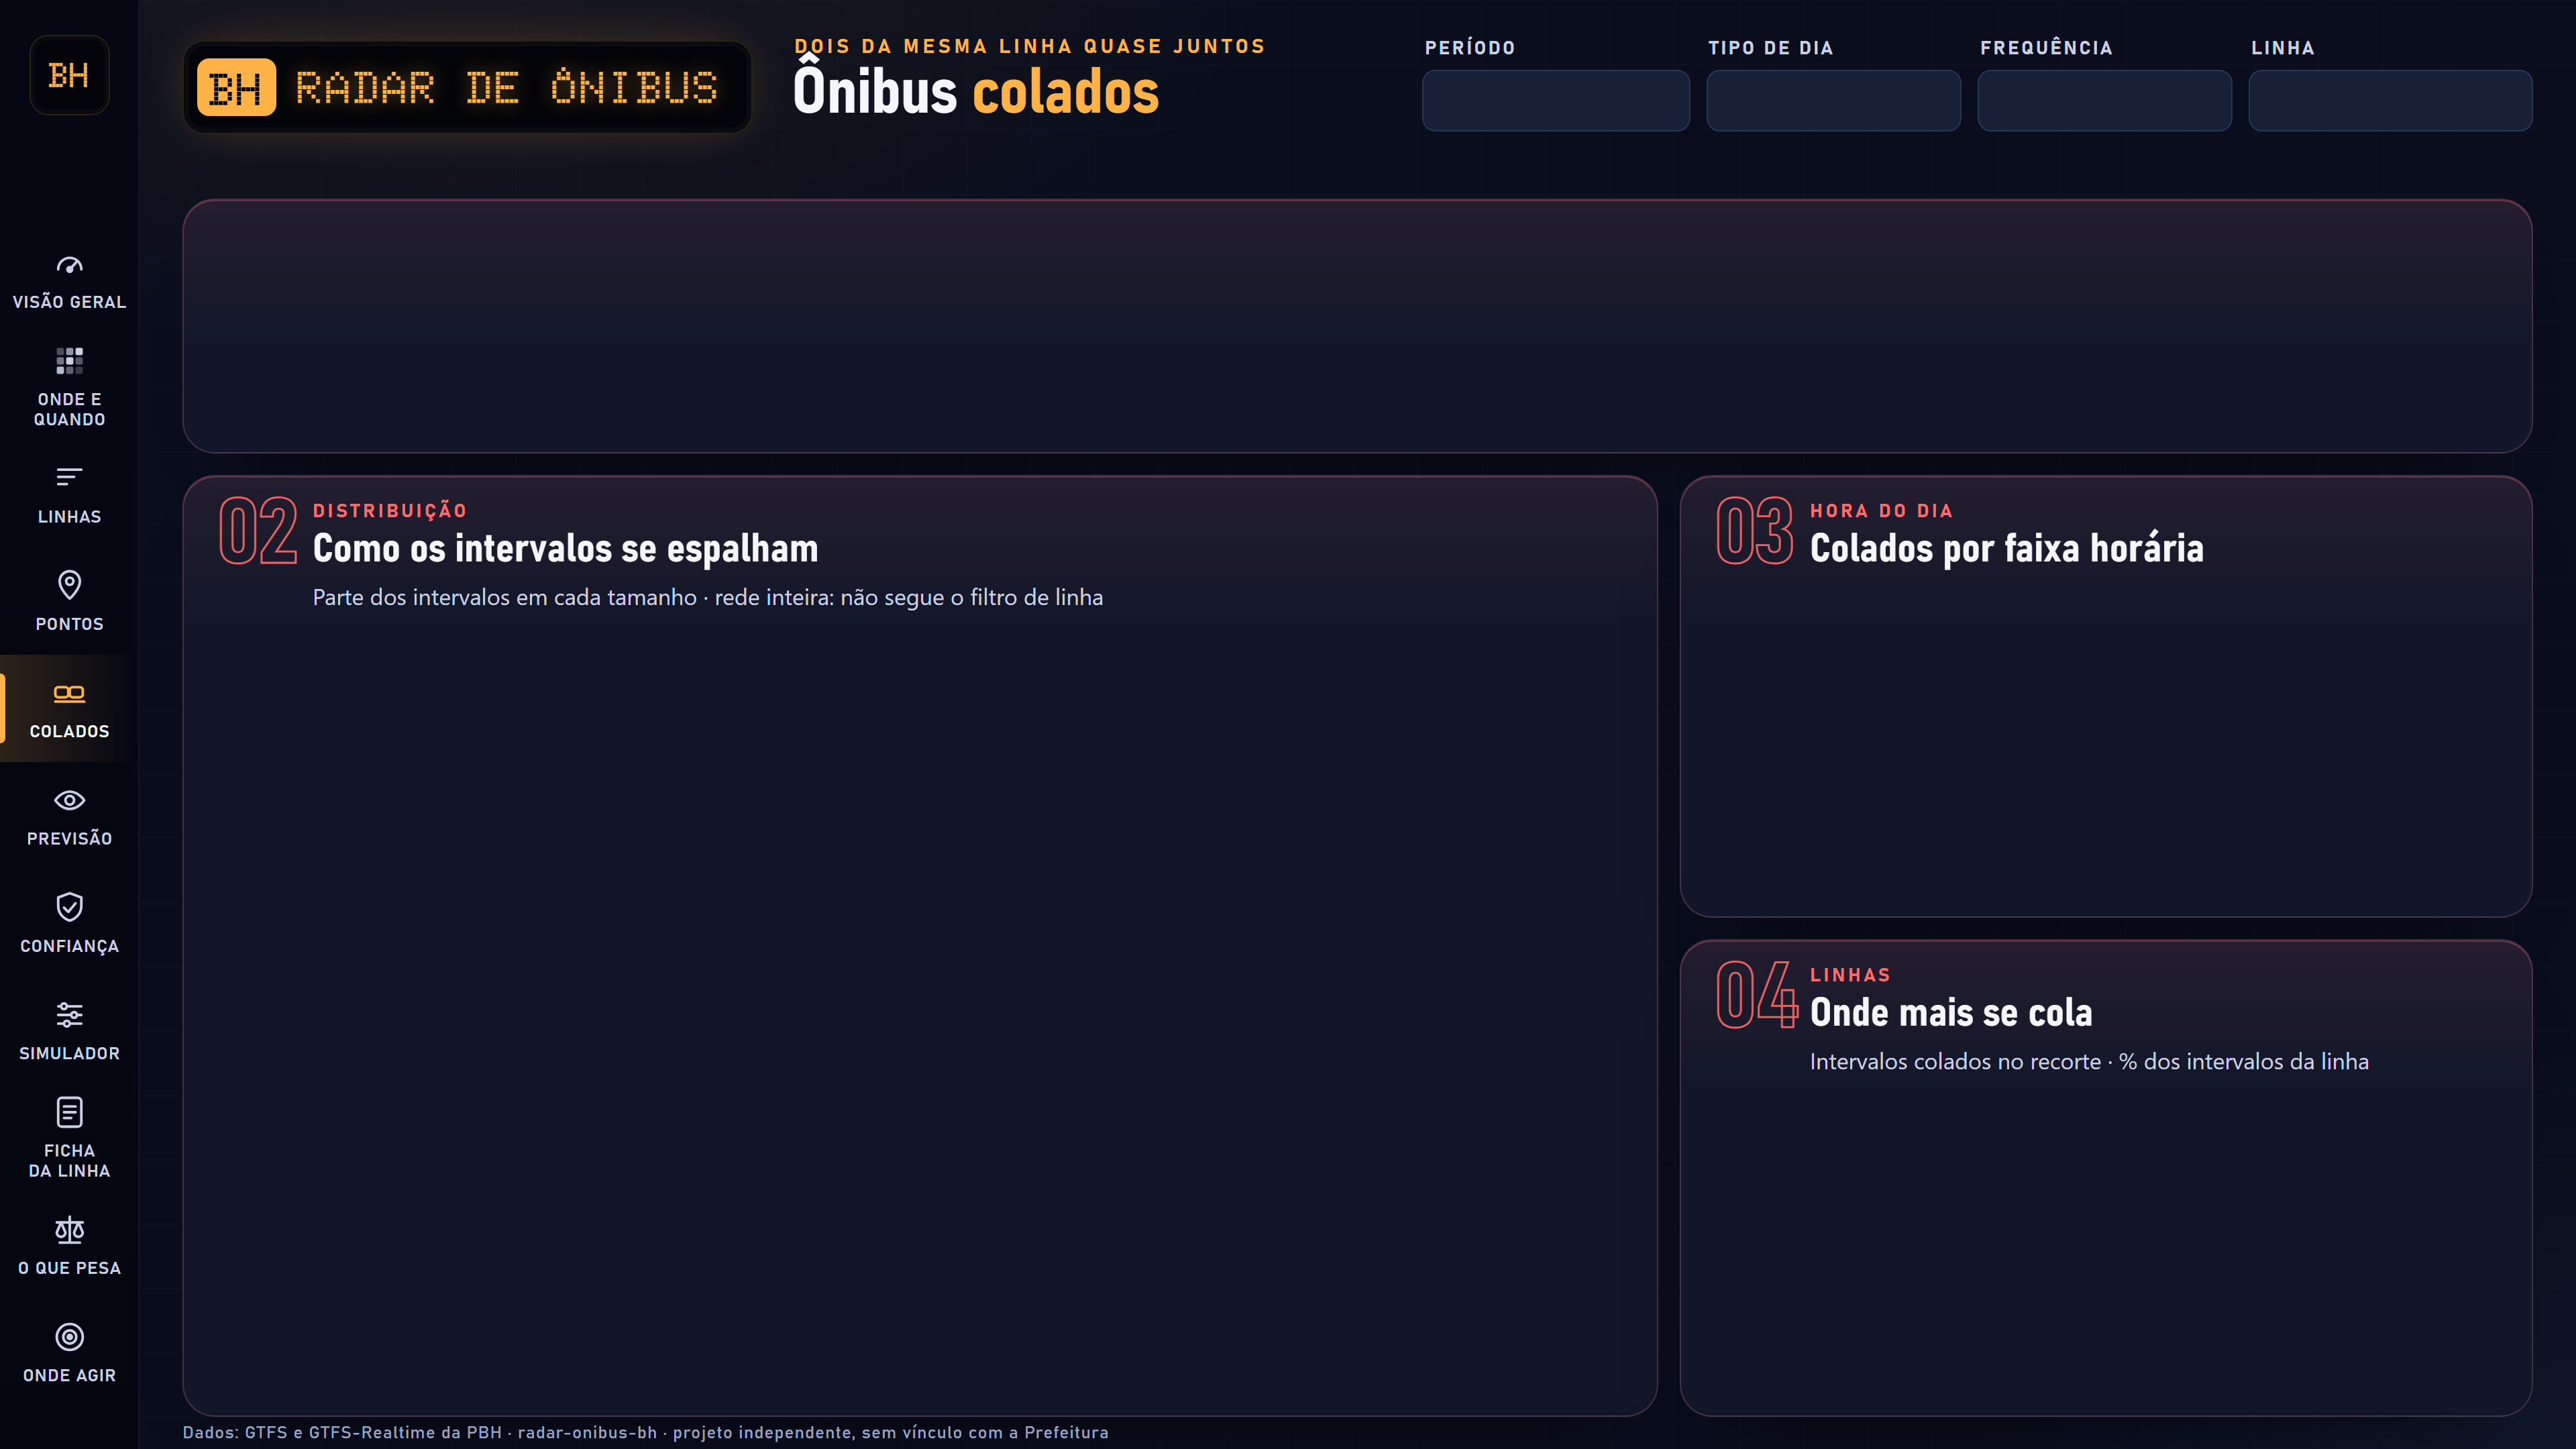 BH
BH RADAR DE ÔNIBUS
DOIS DA MESMA LINHA QUASE JUNTOS
Ônibus colados
PERÍODO
TIPO DE DIA
FREQUÊNCIA
LINHA
VISÃO GERAL
ONDE E
QUANDO
LINHAS
PONTOS
COLADOS
PREVISÃO
CONFIANÇA
SIMULADOR
FICHA
DA LINHA
O QUE PESA
ONDE AGIR
02
DISTRIBUIÇÃO
Como os intervalos se espalham
Parte dos intervalos em cada tamanho · rede inteira: não segue o filtro de linha
03
HORA DO DIA
Colados por faixa horária
04
LINHAS
Onde mais se cola
Intervalos colados no recorte · % dos intervalos da linha
Dados: GTFS e GTFS-Realtime da PBH · radar-onibus-bh · projeto independente, sem vínculo com a Prefeitura